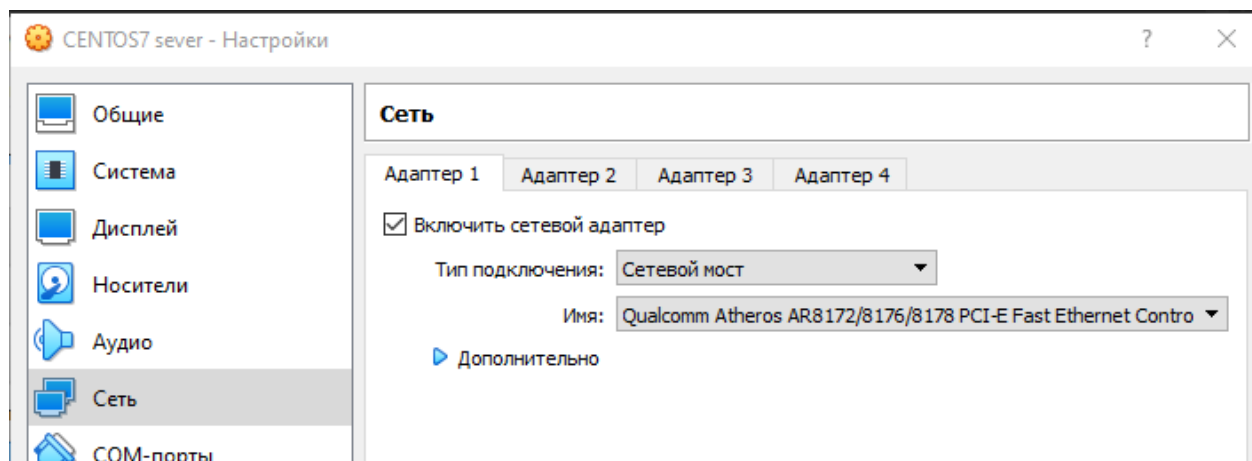 CENTOS7 sever - Настройки
?
Общие
Система
Дисплей
Носители
Аудио
Сеть
COM-порты
Сеть
Адаптер 1 Адаптер 2 Адаптер 3 Адаптер 4
Включить сетевой адаптер
Тип подключения: Сетевой мост
Имя: Qualcomm Atheros AR8172/8176/8178 PCI-E Fast Ethernet Contro
Дополнительно